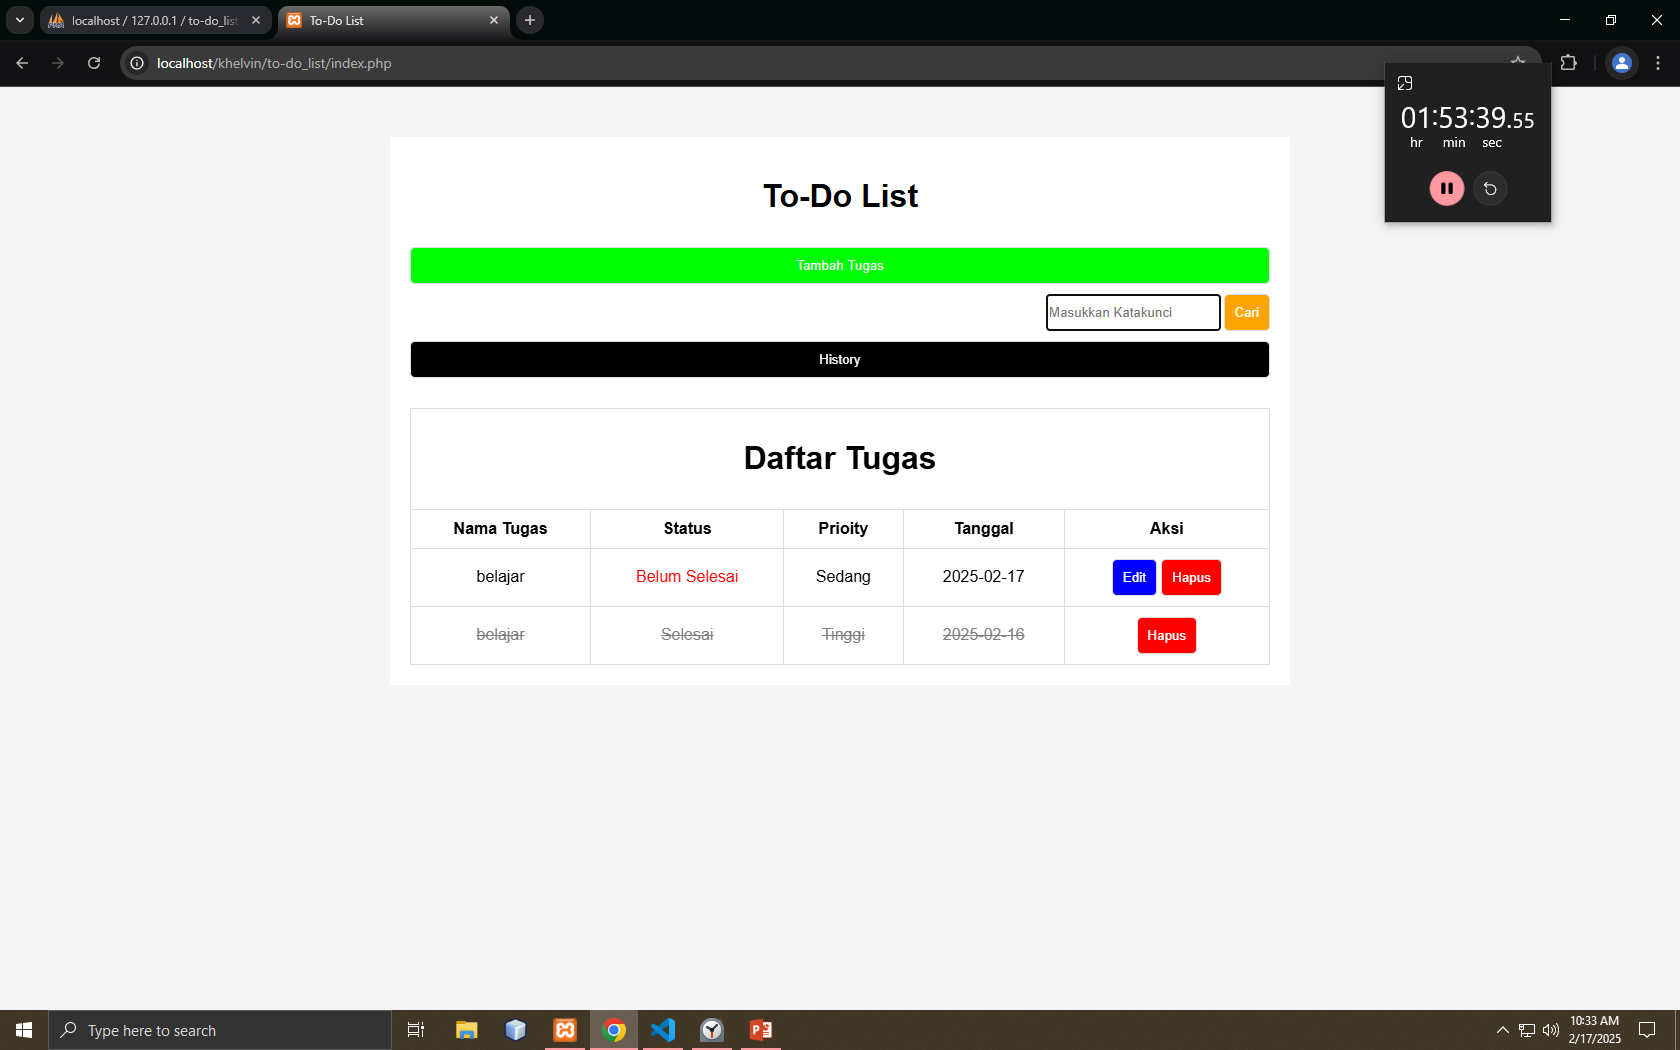 localhost / 127.0.0.1 / to-do_list
To-Do List
localhost/khelvin/to-do_list/index.php
01:53:39.55
hr min sec
To-Do List
Tambah Tugas
Masukkan Katakunci Cari
History
Daftar Tugas
Nama Tugas Status Prioity Tanggal Aksi
belajar Belum Selesai Sedang 2025-02-17 Edit Hapus
belajar Selesai Tinggi 2025-02-16 Hapus
Type here to search
10:33 AM
2/17/2025